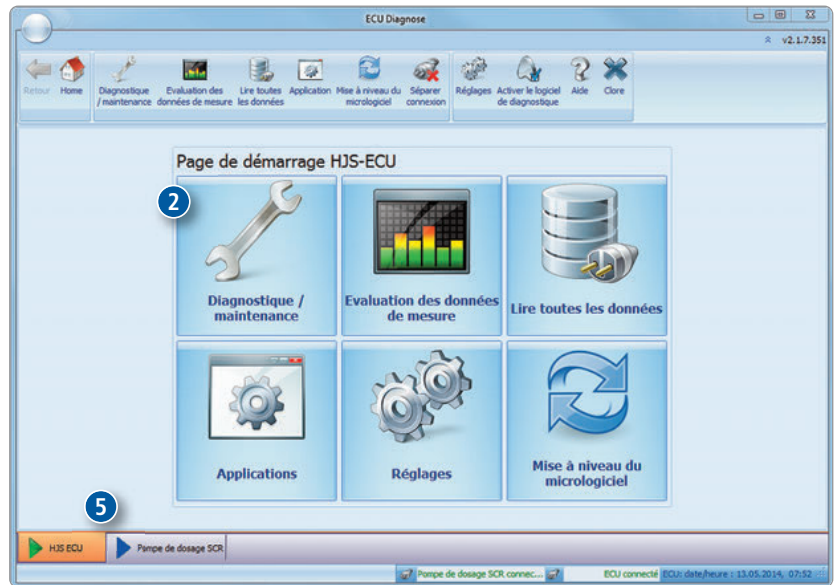 ECU Diagnose
v2.1.7.351
Retour
Home
Diagnostique
/ maintenance
Evaluation des
données de mesure
Lire toutes
les données
Application
Mise à niveau du
micrologiciel
Séparer
connexion
Réglages
Activer le logiciel
de diagnostique
Aide
Clore
Page de démarrage HJS-ECU
2
Diagnostique /
maintenance
Evaluation des données
de mesure
Lire toutes les données
Applications
Réglages
Mise à niveau du
micrologiciel
5
HJS ECU
Pompe de dosage SCR
Pompe de dosage SCR connec...
ECU connecté
ECU: date/heure : 13.05.2014, 07:52